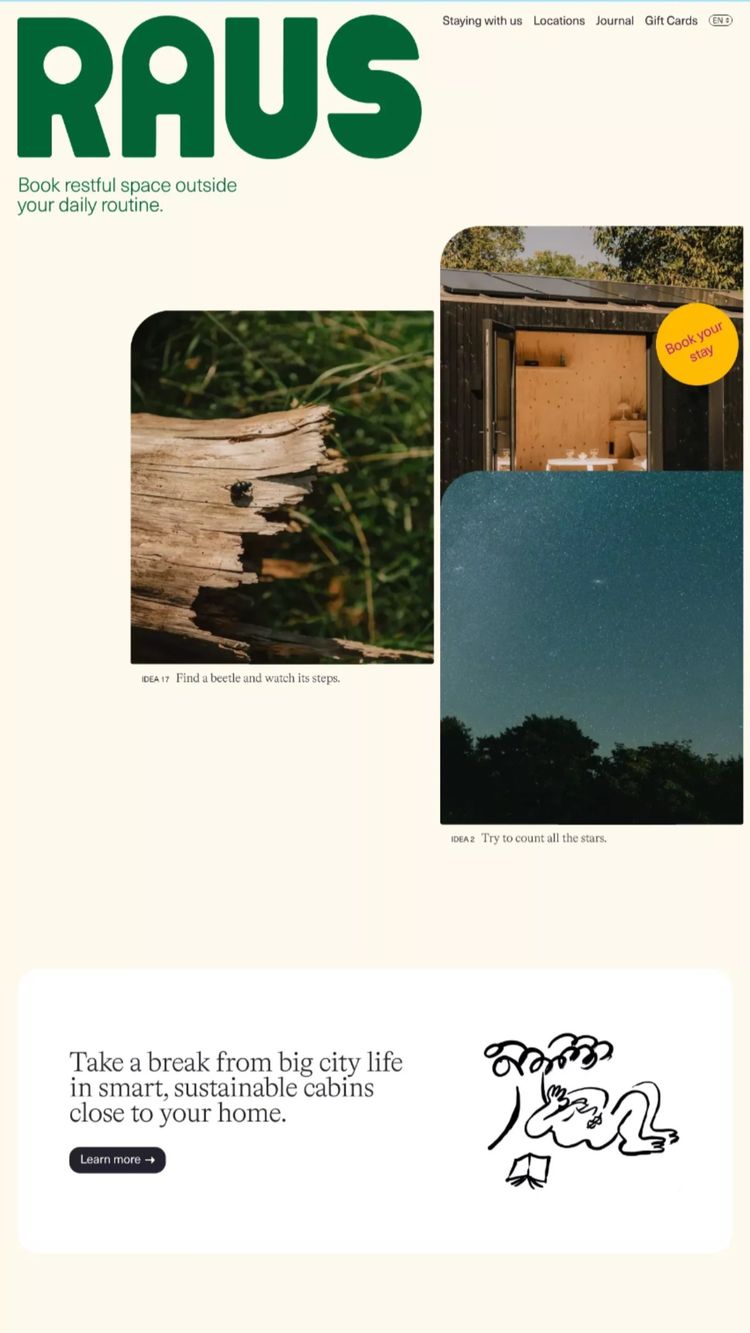 RAUS
Staying with us Locations Journal Gift Cards EN
Book restful space outside
your daily routine.
Book your
stay
IDEA 17 Find a beetle and watch its steps.
IDEA 2 Try to count all the stars.
Take a break from big city life
in smart, sustainable cabins
close to your home.
Learn more →